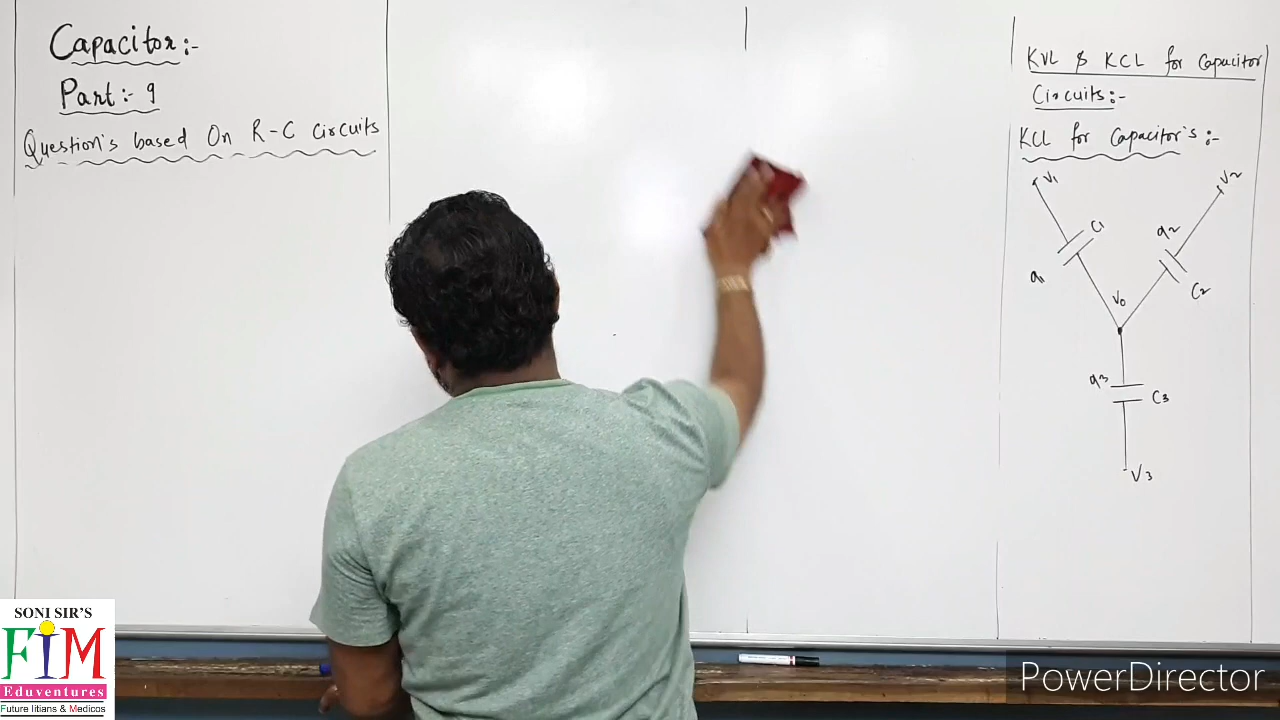 Capacitor:-
Part:- 9
Question's based On R-C Circuits
KVL & KCL for Capacitor
Circuits:-
KCL for Capacitor's:-
V1
V2
C1
q2
q1
C2
V0
q3
C3
V3
SONI SIR'S
FiM
Eduventures
Future Iitians & Medicos
PowerDirector